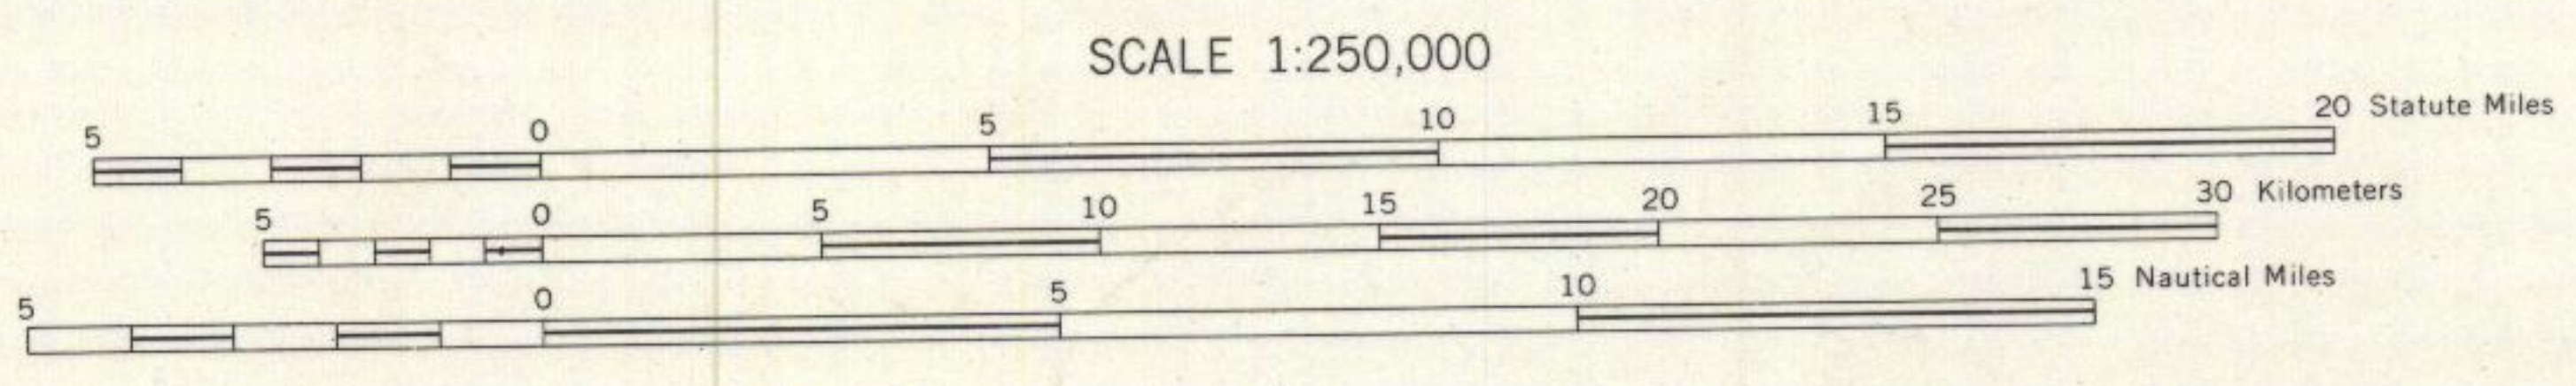 SCALE 1:250,000
5 0 5 10 15 20 Statute Miles
5 0 5 10 15 20 25 30 Kilometers
5 0 5 10 15 Nautical Miles